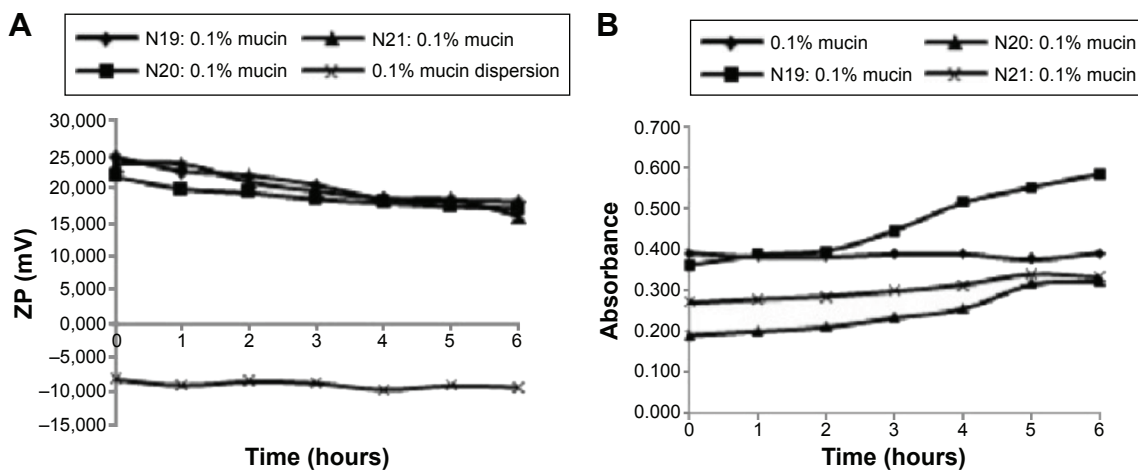 A
N19: 0.1% mucin N21: 0.1% mucin
N20: 0.1% mucin 0.1% mucin dispersion
ZP (mV)
30,000
25,000
20,000
15,000
10,000
5,000
0,000
–5,000
–10,000
–15,000
0 1 2 3 4 5 6
Time (hours)
B
0.1% mucin N20: 0.1% mucin
N19: 0.1% mucin N21: 0.1% mucin
Absorbance
0.700
0.600
0.500
0.400
0.300
0.200
0.100
0.000
0 1 2 3 4 5 6
Time (hours)